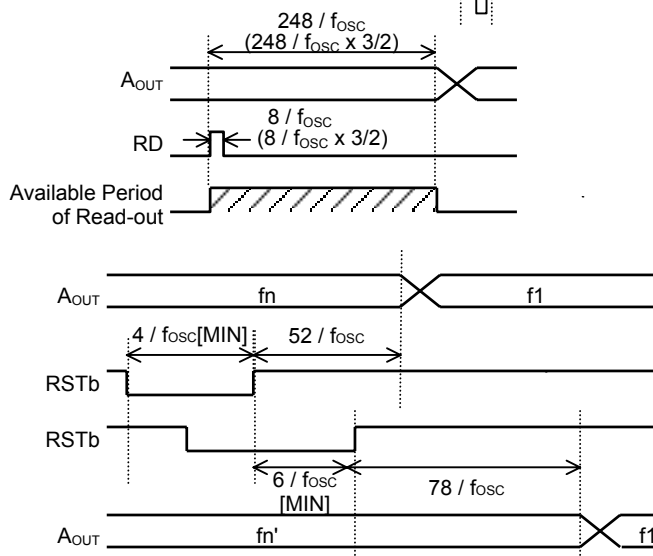 248 / fOSC
(248 / fOSC x 3/2)
AOUT
8 / fOSC
RD
(8 / fOSC x 3/2)
Available Period
of Read-out
AOUT
fn
f1
4 / fOSC[MIN]
52 / fOSC
RSTb
RSTb
6 / fOSC
78 / fOSC
[MIN]
AOUT
fn'
f1